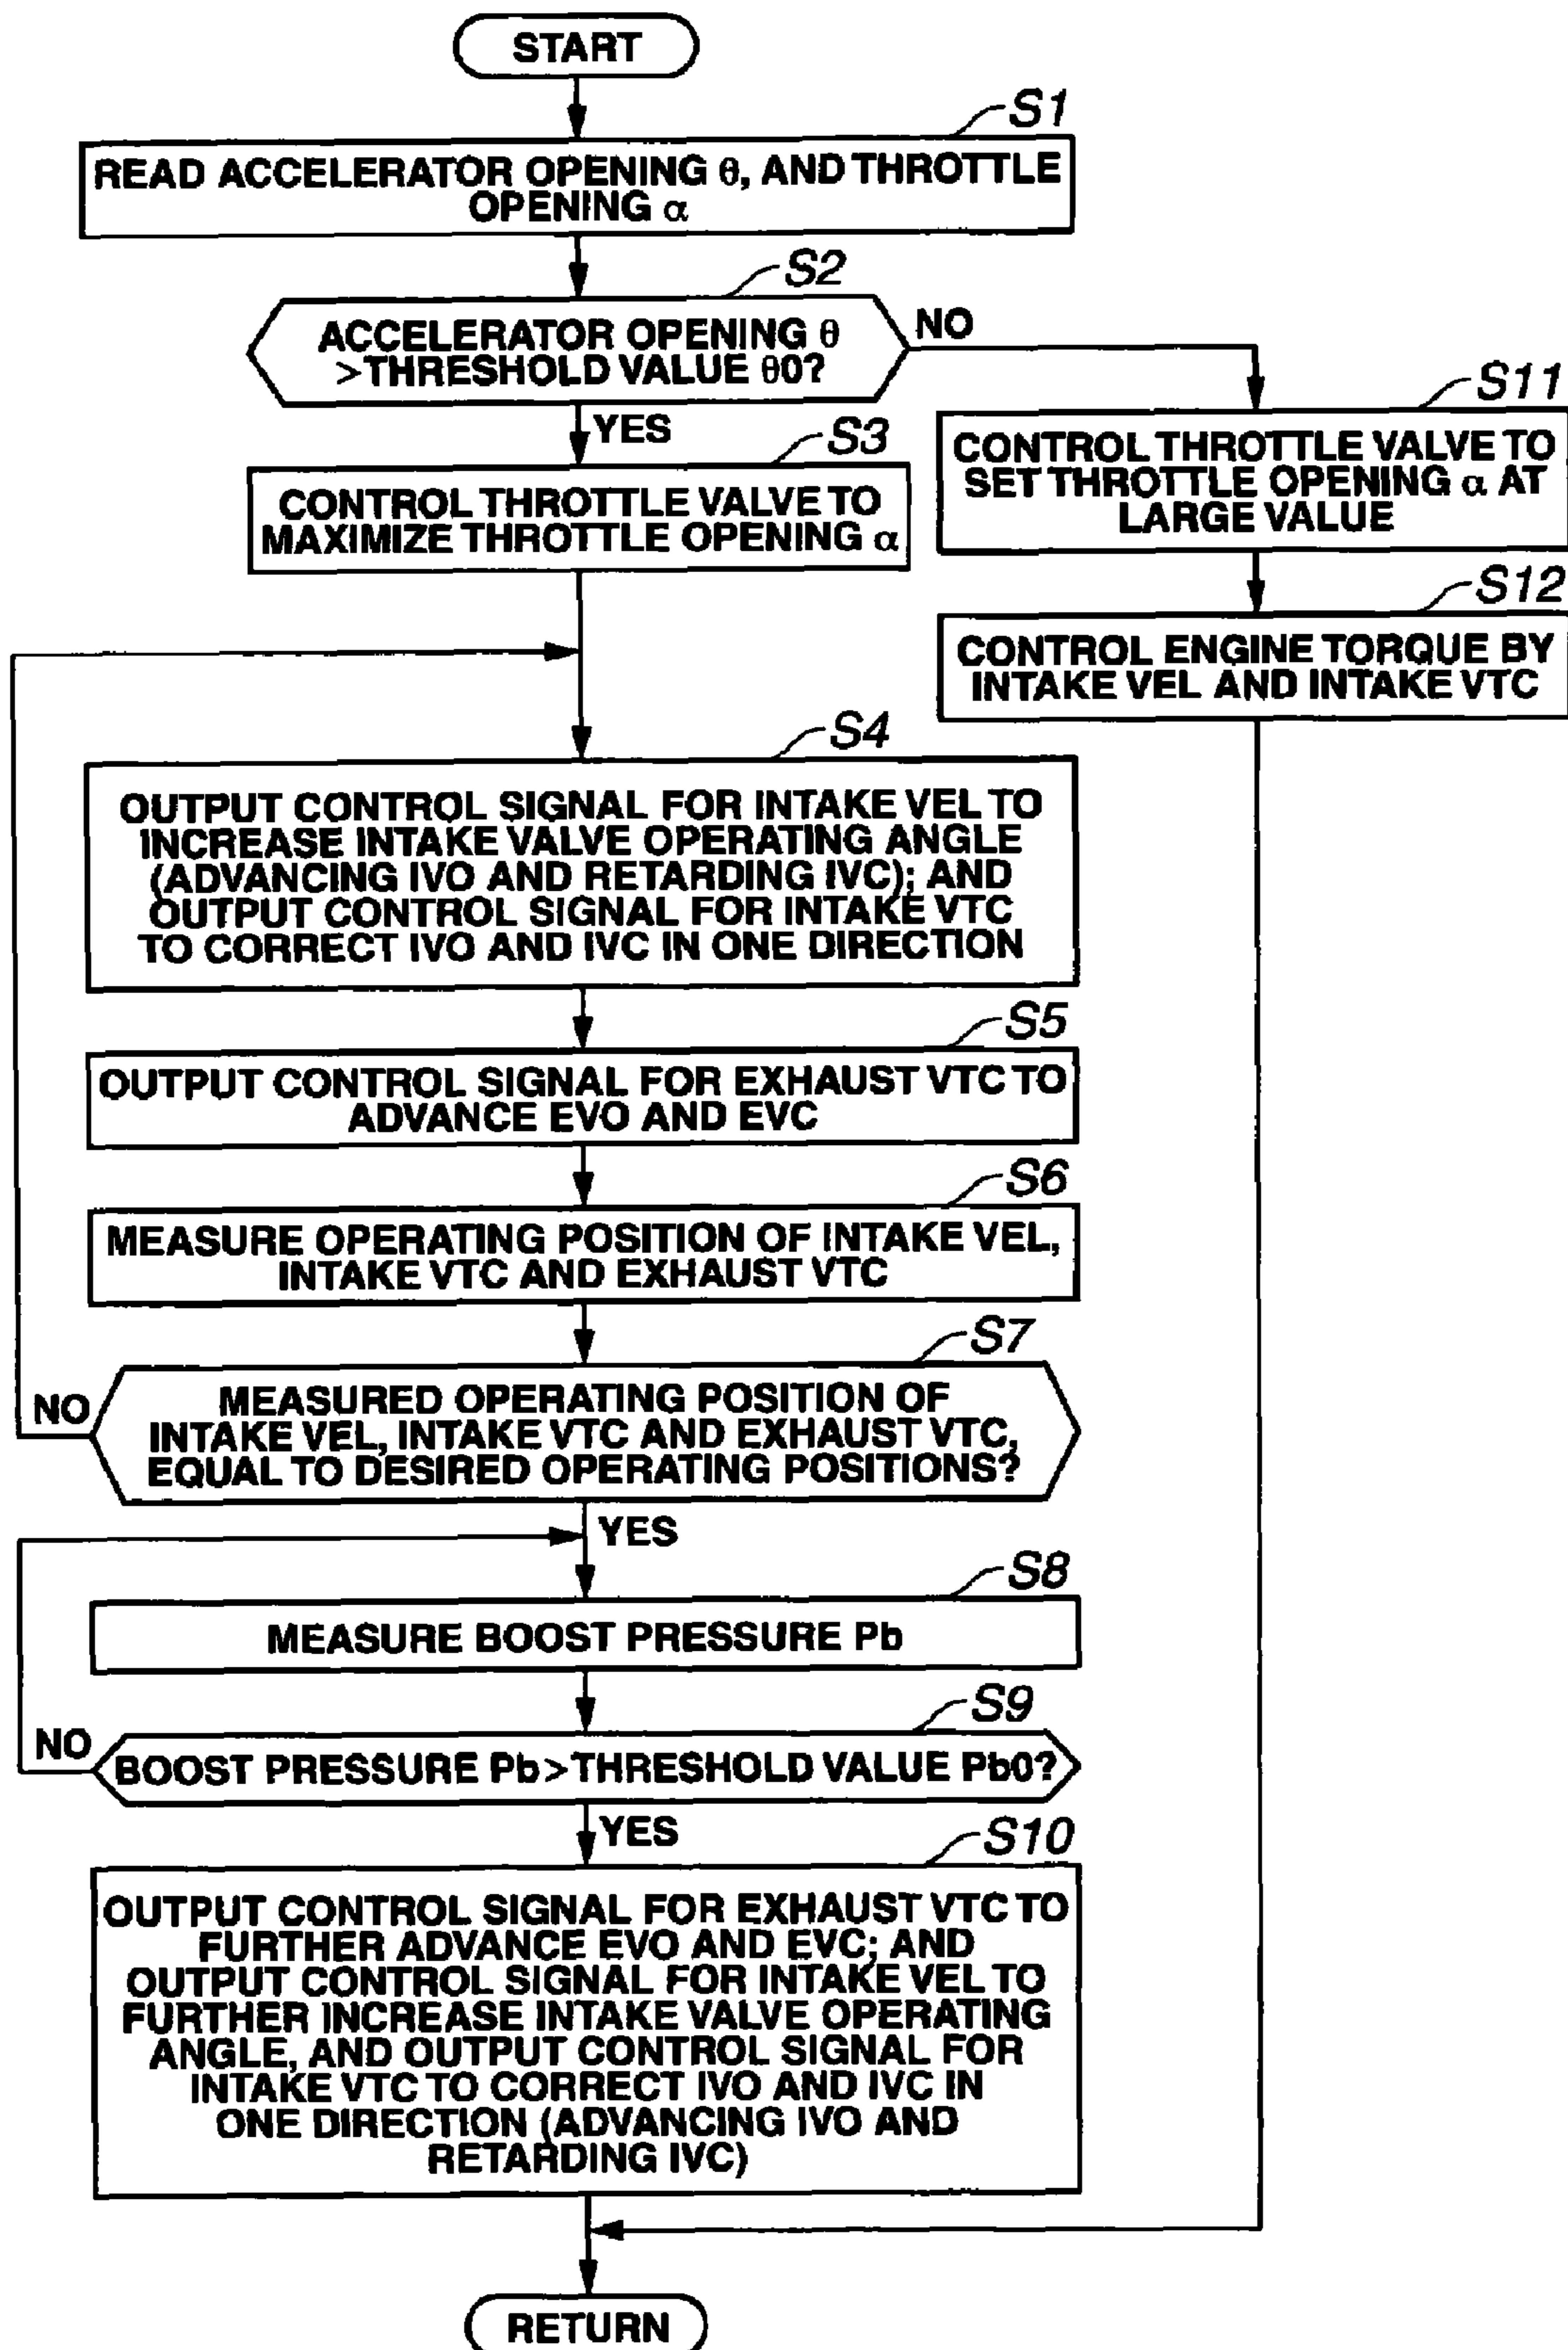 START
S1
READ ACCELERATOR OPENING θ, AND THROTTLE
OPENING α
S2
ACCELERATOR OPENING θ
>THRESHOLD VALUE θ0?
NO
YES
S3
CONTROL THROTTLE VALVE TO
MAXIMIZE THROTTLE OPENING α
S11
CONTROL THROTTLE VALVE TO
SET THROTTLE OPENING α AT
LARGE VALUE
S12
CONTROL ENGINE TORQUE BY
INTAKE VEL AND INTAKE VTC
S4
OUTPUT CONTROL SIGNAL FOR INTAKE VEL TO
INCREASE INTAKE VALVE OPERATING ANGLE
(ADVANCING IVO AND RETARDING IVC); AND
OUTPUT CONTROL SIGNAL FOR INTAKE VTC
TO CORRECT IVO AND IVC IN ONE DIRECTION
S5
OUTPUT CONTROL SIGNAL FOR EXHAUST VTC TO
ADVANCE EVO AND EVC
S6
MEASURE OPERATING POSITION OF INTAKE VEL,
INTAKE VTC AND EXHAUST VTC
S7
NO
MEASURED OPERATING POSITION OF
INTAKE VEL, INTAKE VTC AND EXHAUST VTC,
EQUAL TO DESIRED OPERATING POSITIONS?
YES
S8
MEASURE BOOST PRESSURE Pb
S9
NO
BOOST PRESSURE Pb>THRESHOLD VALUE Pb0?
YES
S10
OUTPUT CONTROL SIGNAL FOR EXHAUST VTC TO
FURTHER ADVANCE EVO AND EVC; AND
OUTPUT CONTROL SIGNAL FOR INTAKE VEL TO
FURTHER INCREASE INTAKE VALVE OPERATING
ANGLE, AND OUTPUT CONTROL SIGNAL FOR
INTAKE VTC TO CORRECT IVO AND IVC IN
ONE DIRECTION (ADVANCING IVO AND
RETARDING IVC)
RETURN